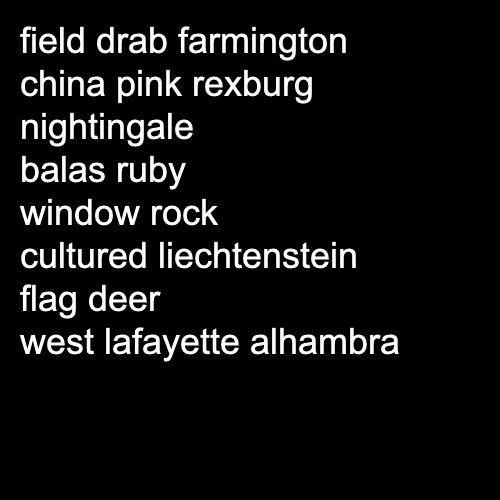 field drab farmington
china pink rexburg
nightingale
balas ruby
window rock
cultured liechtenstein
flag deer
west lafayette alhambra